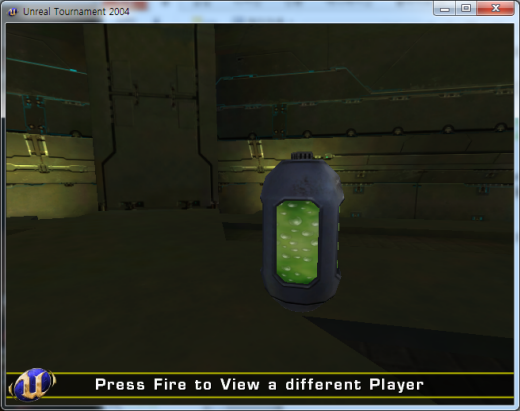 Unreal Tournament 2004
Press Fire to View a different Player